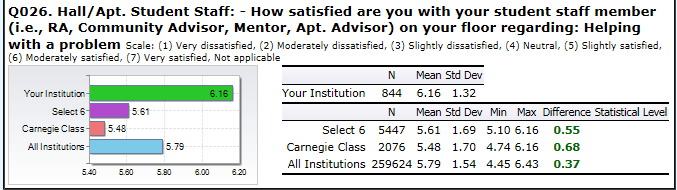 Q026. Hall/Apt. Student Staff: - How satisfied are you with your student staff member
(i.e., RA, Community Advisor, Mentor, Apt. Advisor) on your floor regarding: Helping
with a problem Scale: (1) Very dissatisfied, (2) Moderately dissatisfied, (3) Slightly dissatisfied, (4) Neutral, (5) Slightly satisfied,
(6) Moderately satisfied, (7) Very satisfied, Not applicable
Your Institution 6.16
Select 6 5.61
Carnegie Class 5.48
All Institutions 5.79
5.40 5.60 5.80 6.00 6.20
N Mean Std Dev
Your Institution 844 6.16 1.32
N Mean Std Dev Min Max Difference Statistical Level
Select 6 5447 5.61 1.69 5.10 6.16 0.55
Carnegie Class 2076 5.48 1.70 4.74 6.16 0.68
All Institutions 259624 5.79 1.54 4.45 6.43 0.37